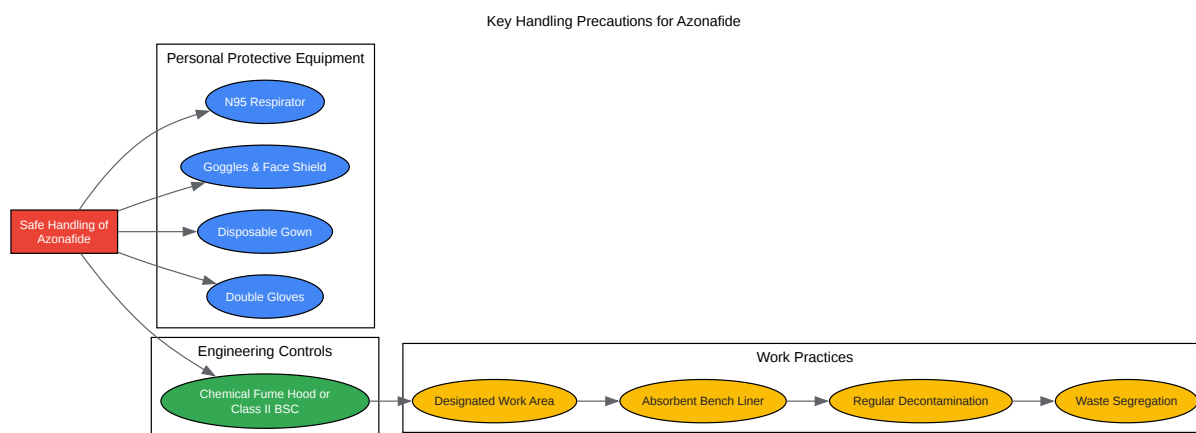 Key Handling Precautions for Azonafide
Personal Protective Equipment
N95 Respirator
Goggles & Face Shield
Safe Handling of
Azonafide
Disposable Gown
Double Gloves
Engineering Controls
Chemical Fume Hood or
Class II BSC
Work Practices
Designated Work Area
Absorbent Bench Liner
Regular Decontamination
Waste Segregation